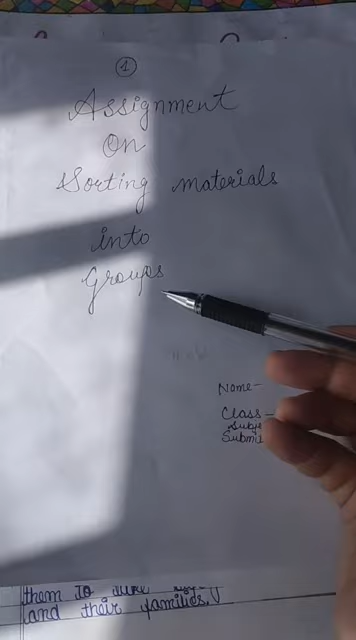 1
Assignment
On
Sorting materials
into
Groups
Name-
Class-
them to
and their families.